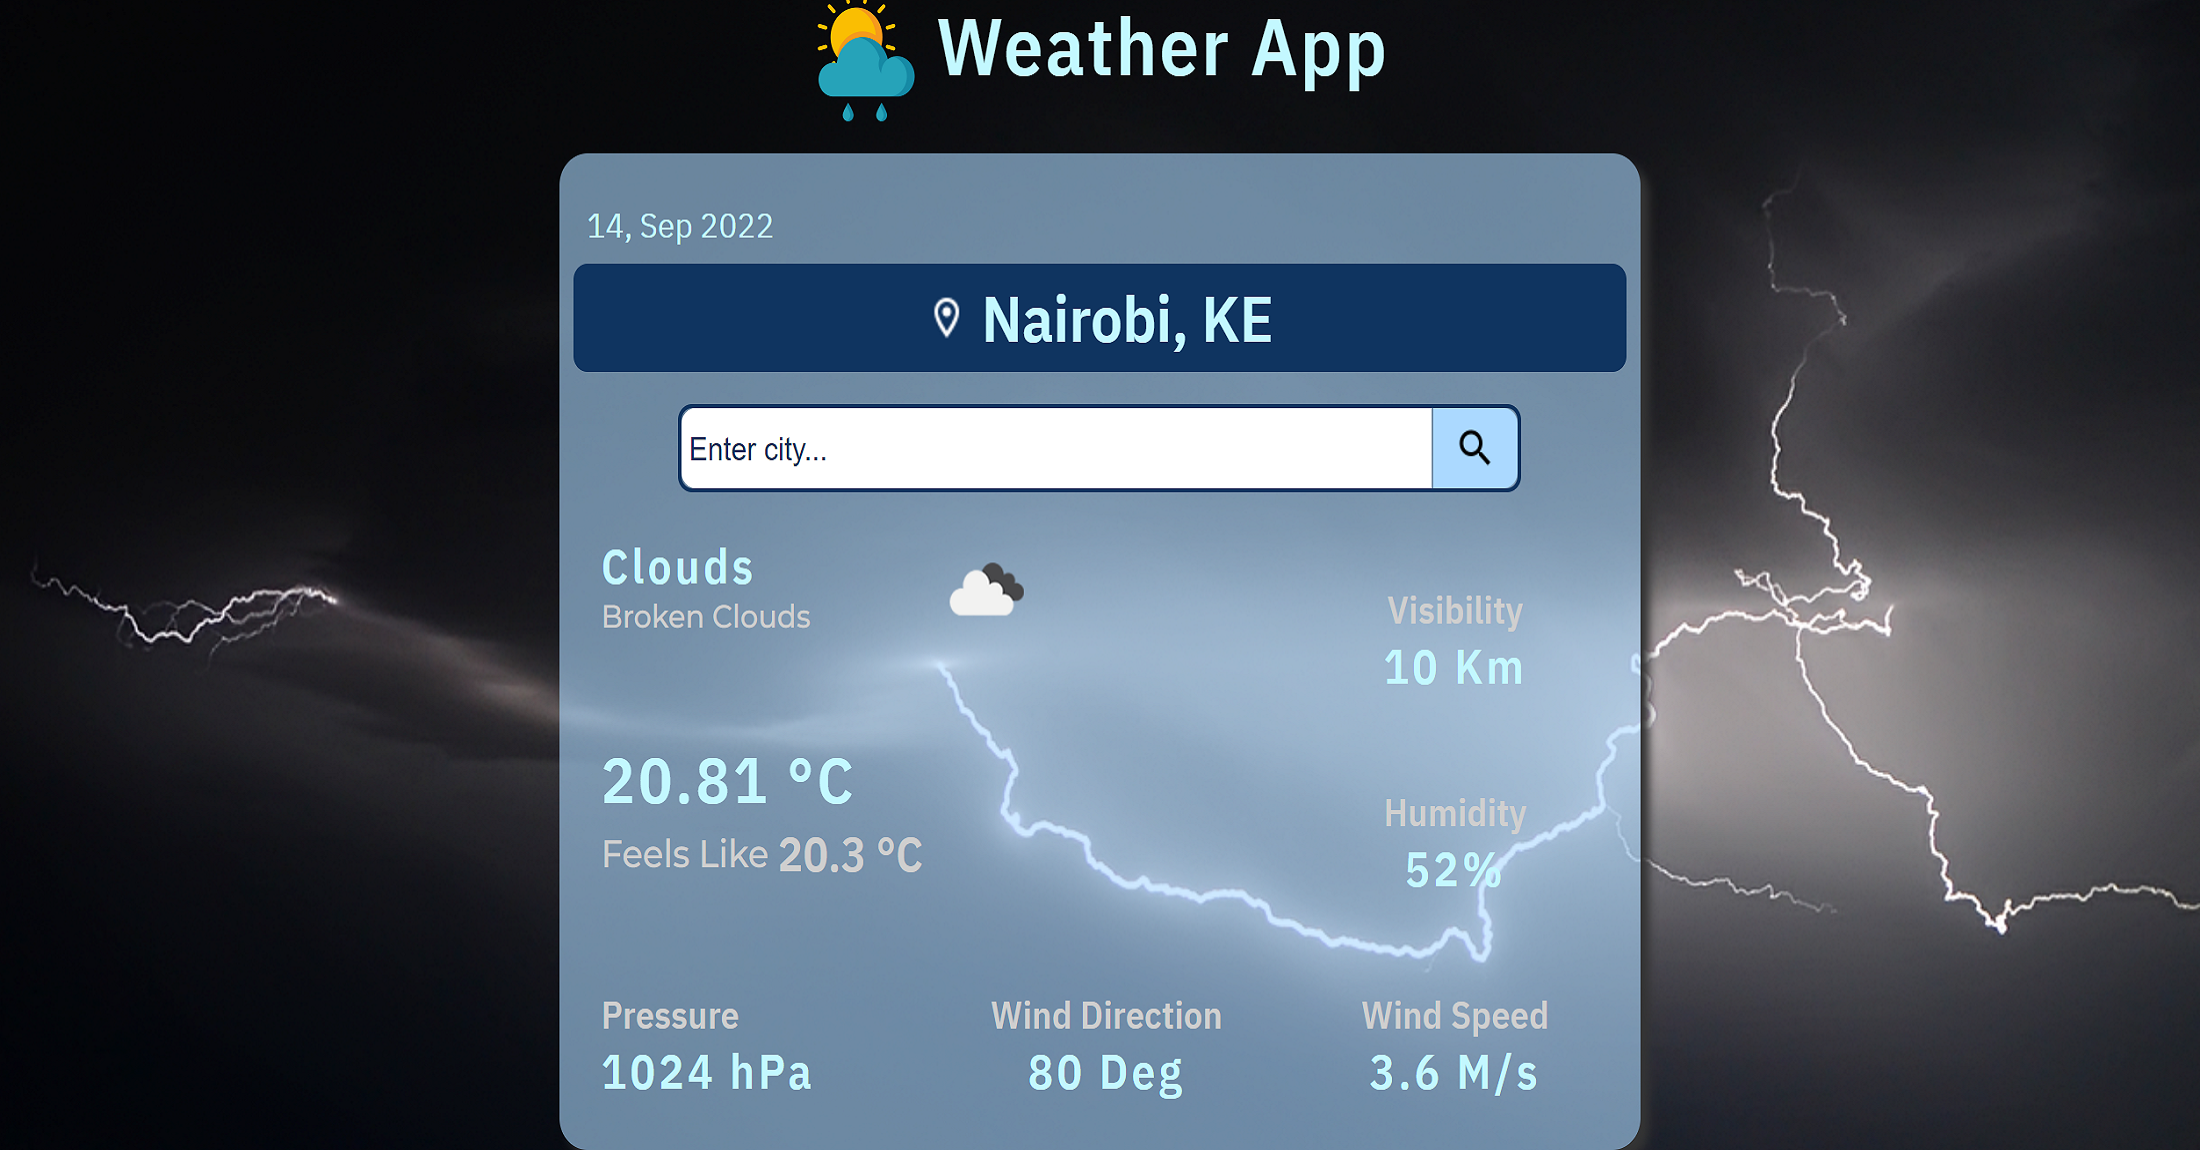 Weather App
14, Sep 2022
Nairobi, KE
Enter city...
Clouds
Broken Clouds
Visibility
10 Km
20.81 °C
Feels Like 20.3 °C
Humidity
52%
Pressure
1024 hPa
Wind Direction
80 Deg
Wind Speed
3.6 M/s